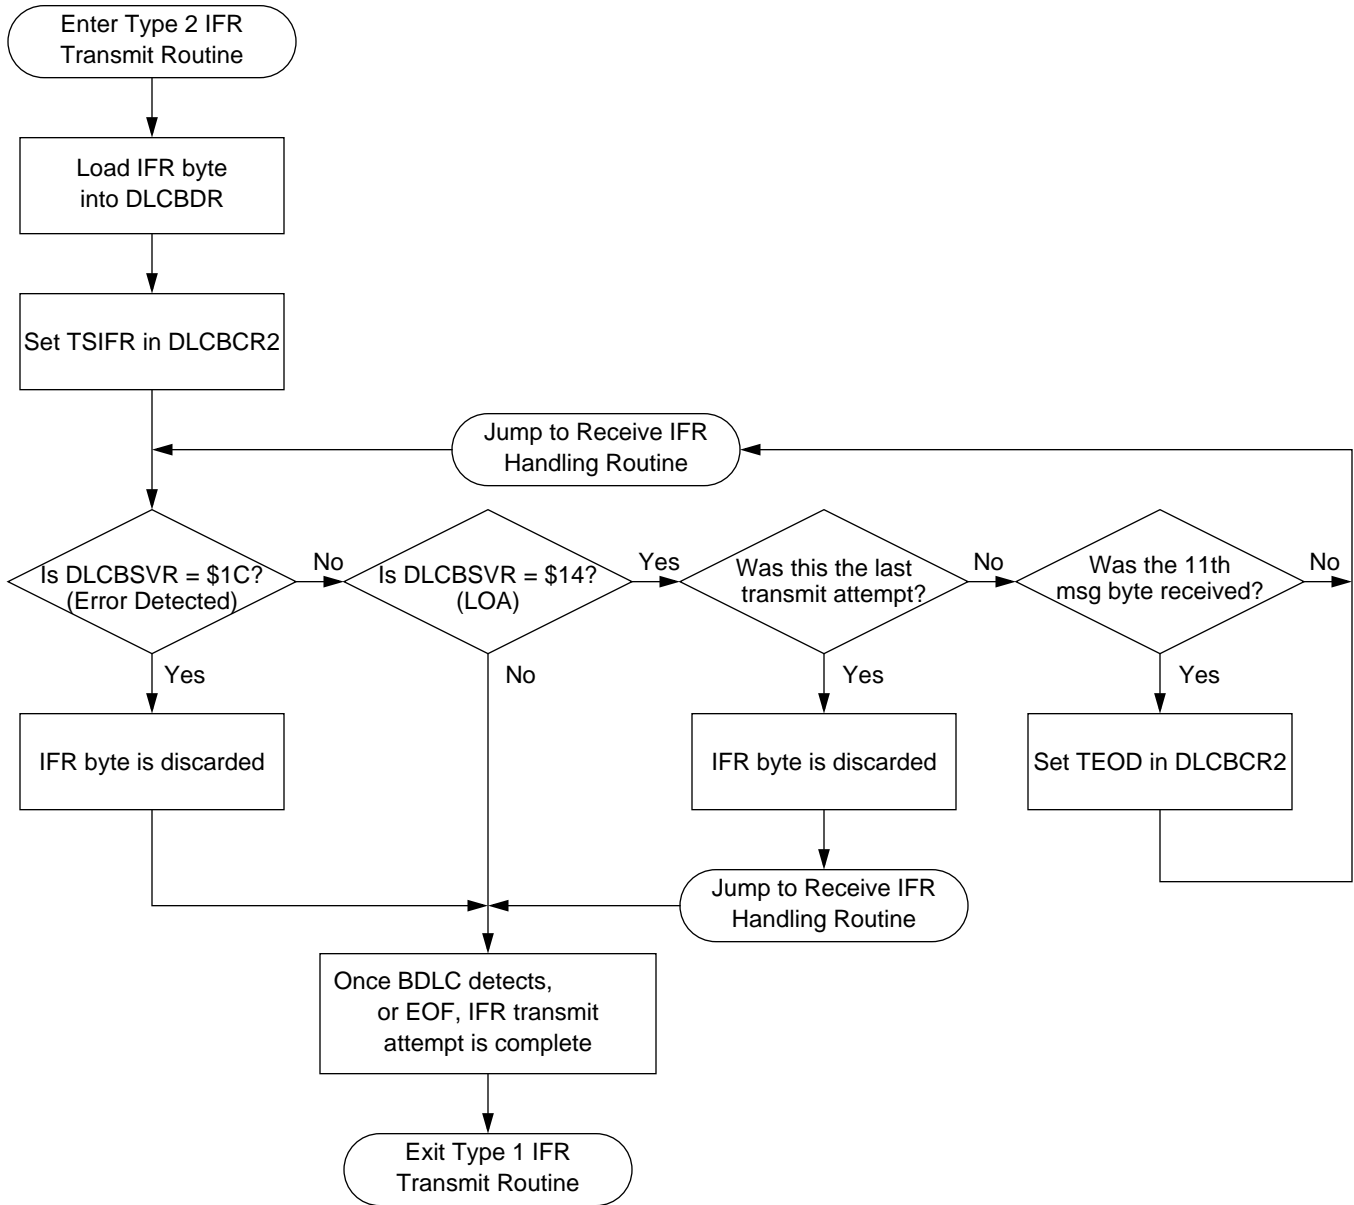 Enter Type 2 IFR
Transmit Routine
Load IFR byte
into DLCBDR
Set TSIFR in DLCBCR2
Jump to Receive IFR
Handling Routine
Is DLCBSVR = $1C?
(Error Detected)
No
Is DLCBSVR = $14?
(LOA)
Yes
Was this the last
transmit attempt?
No
Was the 11th
msg byte received?
No
Yes
No
Yes
Yes
IFR byte is discarded
IFR byte is discarded
Set TEOD in DLCBCR2
Jump to Receive IFR
Handling Routine
Once BDLC detects,
or EOF, IFR transmit
attempt is complete
Exit Type 1 IFR
Transmit Routine